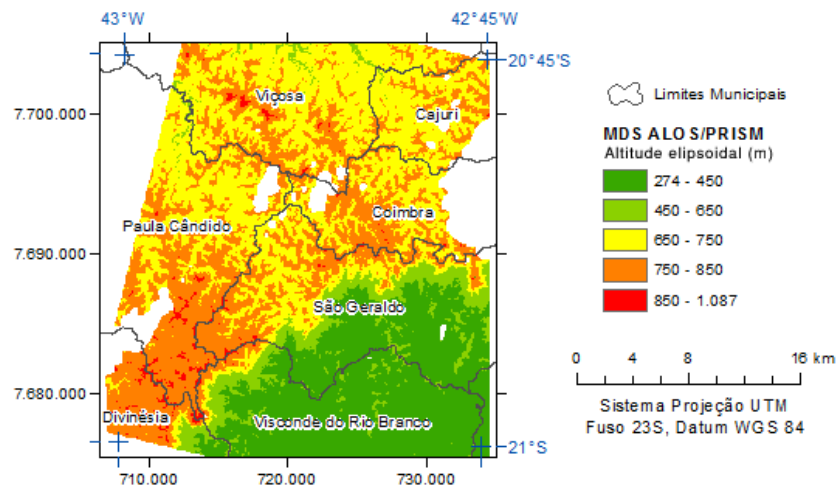 43°W
42°45'W
20°45'S
7.700.000
7.690.000
7.680.000
Viçosa
Cajuri
Coimbra
Paula Cândido
São Geraldo
Divinésia
Visconde do Rio Branco
21°S
710.000
720.000
730.000
Limites Municipais
MDS ALOS/PRISM
Altitude elipsoidal (m)
274 - 450
450 - 650
650 - 750
750 - 850
850 - 1.087
0 4 8 16 km
Sistema Projeção UTM
Fuso 23S, Datum WGS 84